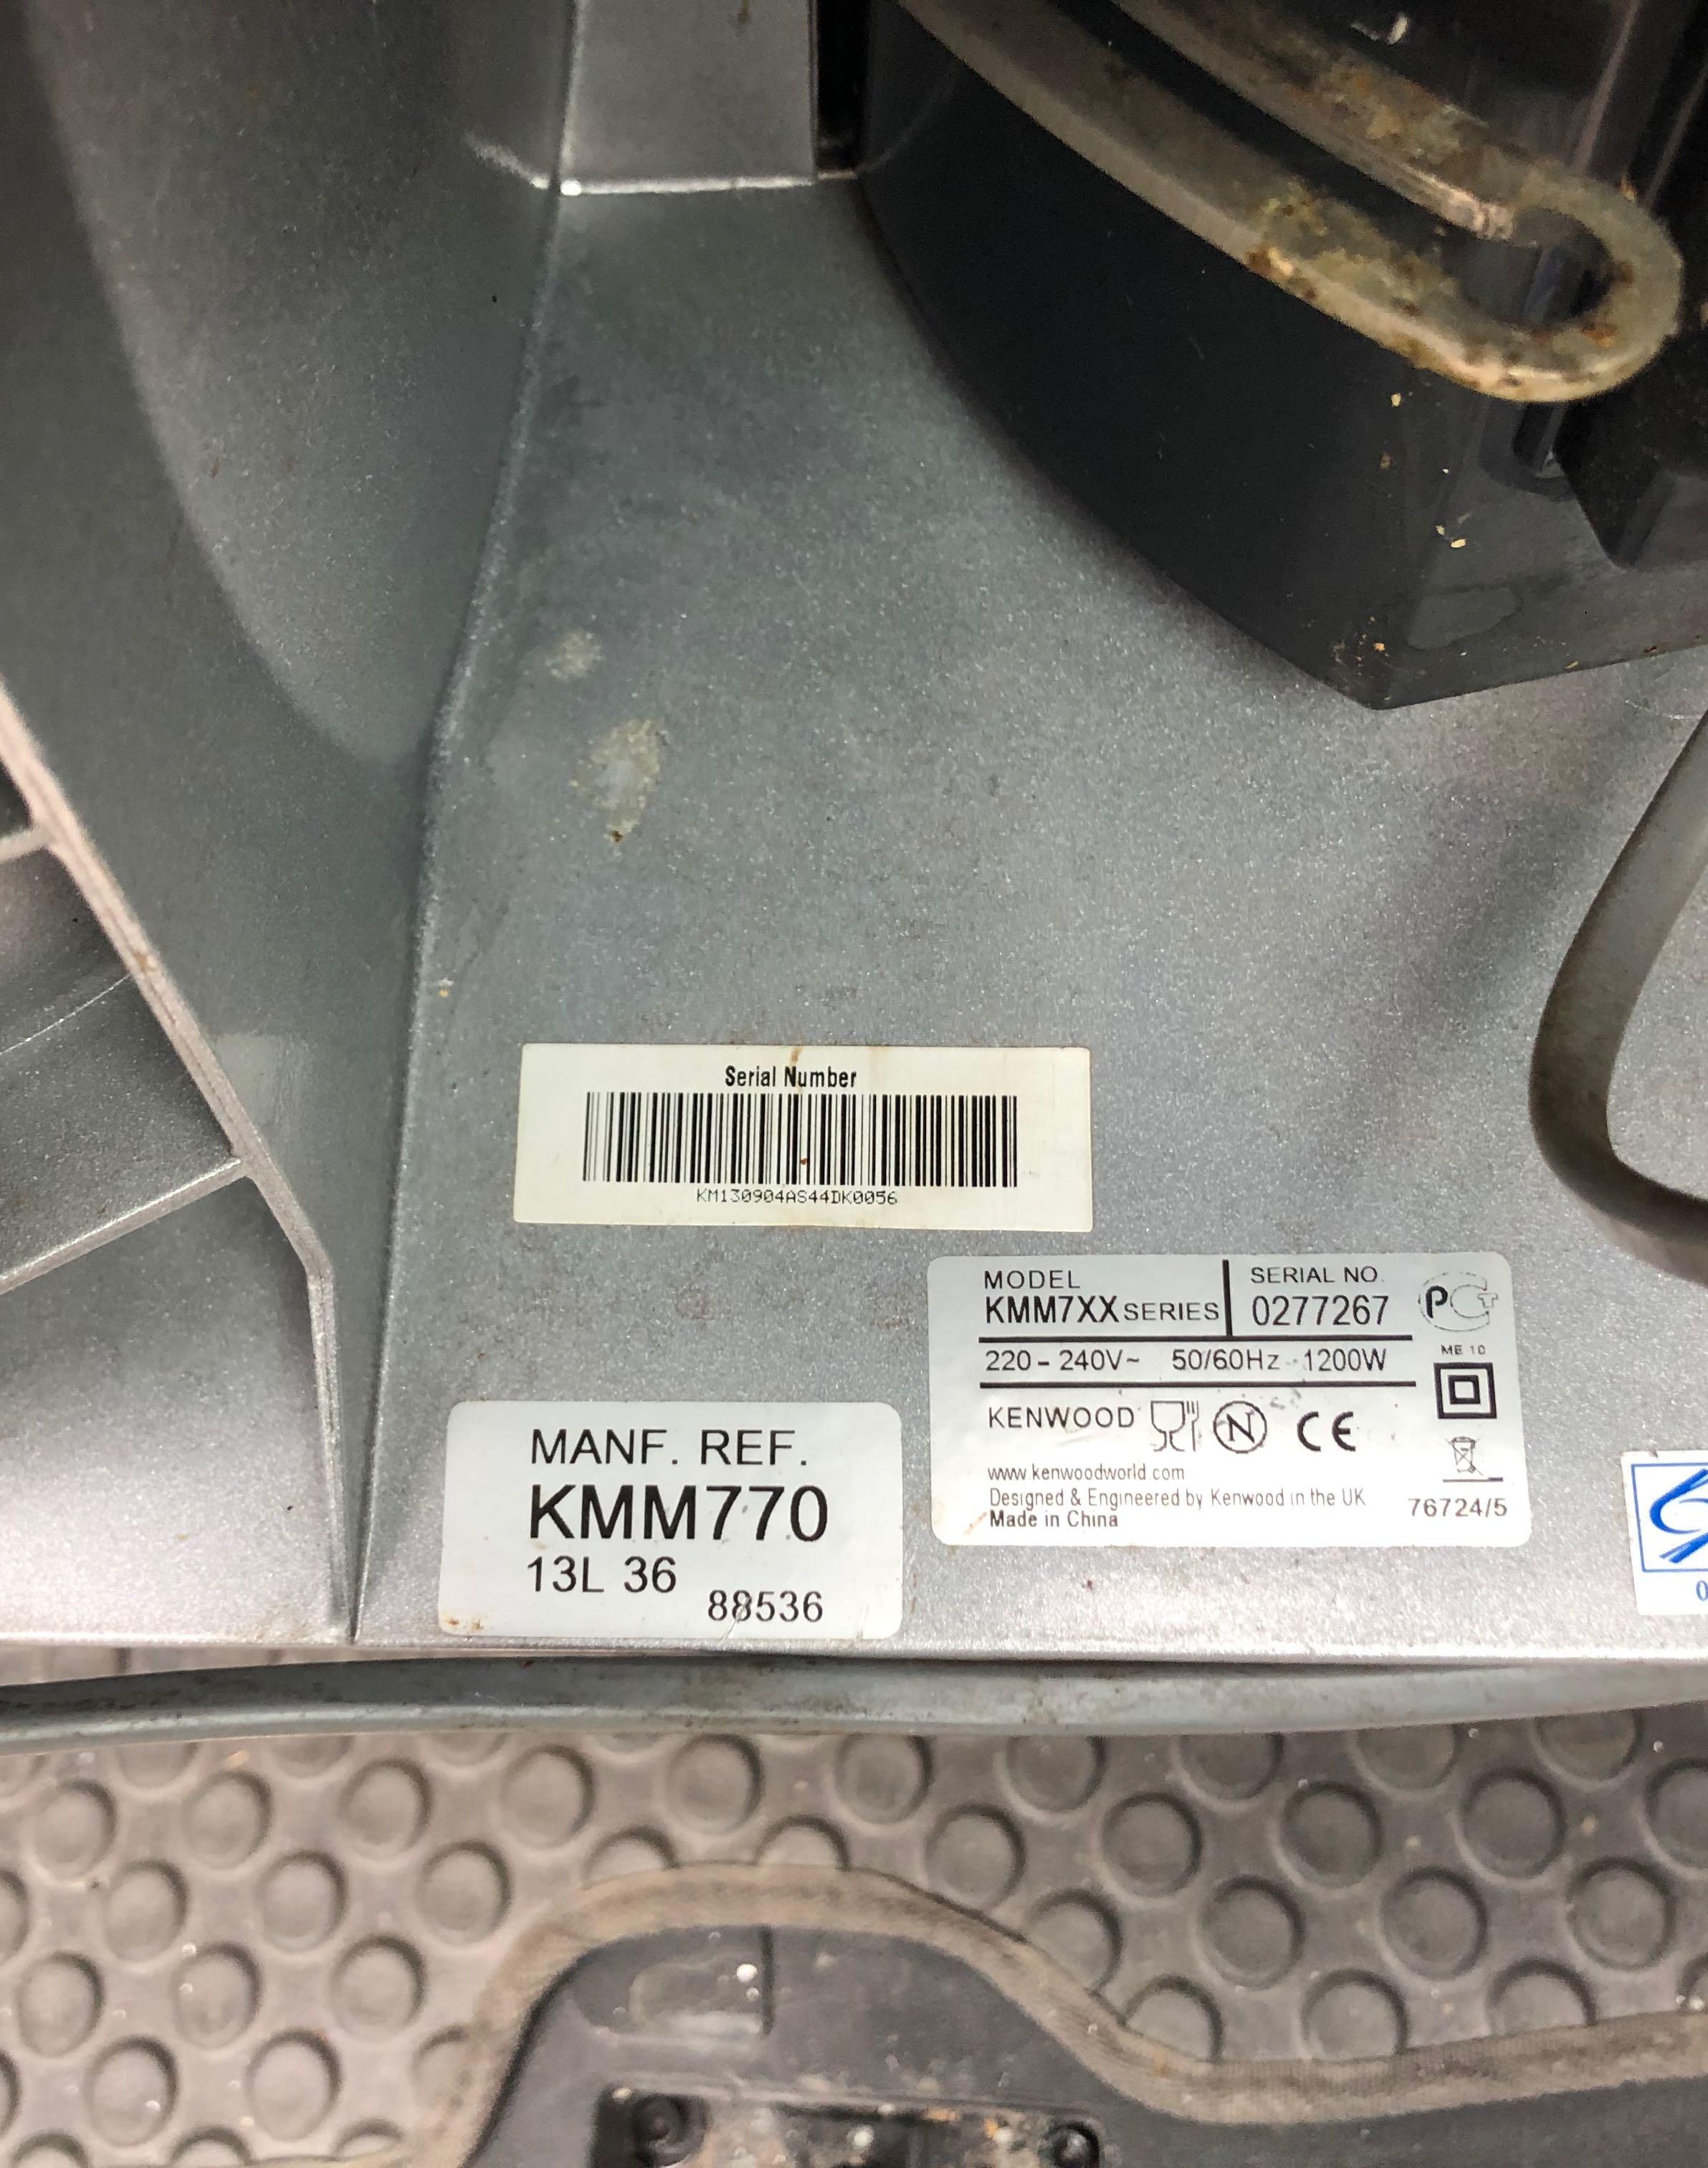 Serial Number
KM130904AS44DK0056
MODEL
KMM7XX SERIES
SERIAL NO.
0277267
220 - 240V~ 50/60Hz 1200W
ME 10
KENWOOD N CE
www.kenwoodworld.com
Designed & Engineered by Kenwood in the UK
Made in China
76724/5
MANF. REF.
KMM770
13L 36
88536